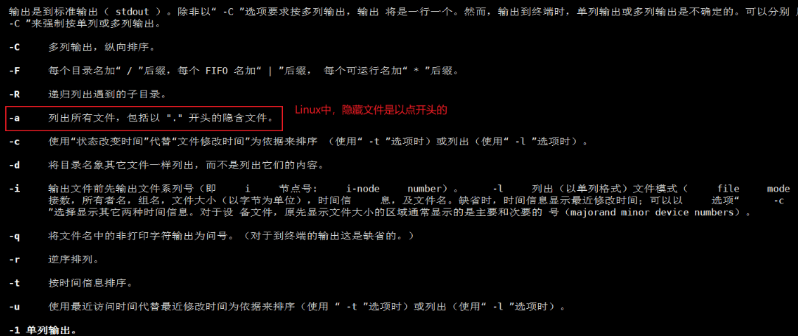 输出是到标准输出( stdout )。除非以“ -C ”选项要求按多列输出，输出 将是一行一个。然而，输出到终端时，单列输出或多列输出是不确定的。可以分别
-C ”来强制按单列或多列输出。
-C 多列输出，纵向排序。
-F 每个目录名加“ / ”后缀，每个 FIFO 名加“ | ”后缀， 每个可运行名加“ * ”后缀。
-R 递归列出遇到的子目录。
-a 列出所有文件，包括以 "." 开头的隐含文件。
Linux中，隐藏文件是以点开头的
-c 使用“状态改变时间”代替“文件修改时间”为依据来排序 （使用“ -t ”选项时）或列出（使用“ -l ”选项时）。
-d 将目录名象其它文件一样列出，而不是列出它们的内容。
-i 输出文件前先输出文件系列号（即 i 节点号: i-node number）。 -l 列出（以单列格式）文件模式（ file mode
接数，所有者名，组名，文件大小（以字节为单位），时间信 息，及文件名。缺省时，时间信息显示最近修改时间；可以以 选项“ -c
”选择显示其它两种时间信息。对于设 备文件，原先显示文件大小的区域通常显示的是主要和次要的 号（majorand minor device numbers）。
-q 将文件名中的非打印字符输出为问号。（对于到终端的输出这是缺省的。）
-r 逆序排列。
-t 按时间信息排序。
-u 使用最近访问时间代替最近修改时间为依据来排序（使用 “ -t ”选项时）或列出（使用“ -l ”选项时）。
-1 单列输出。